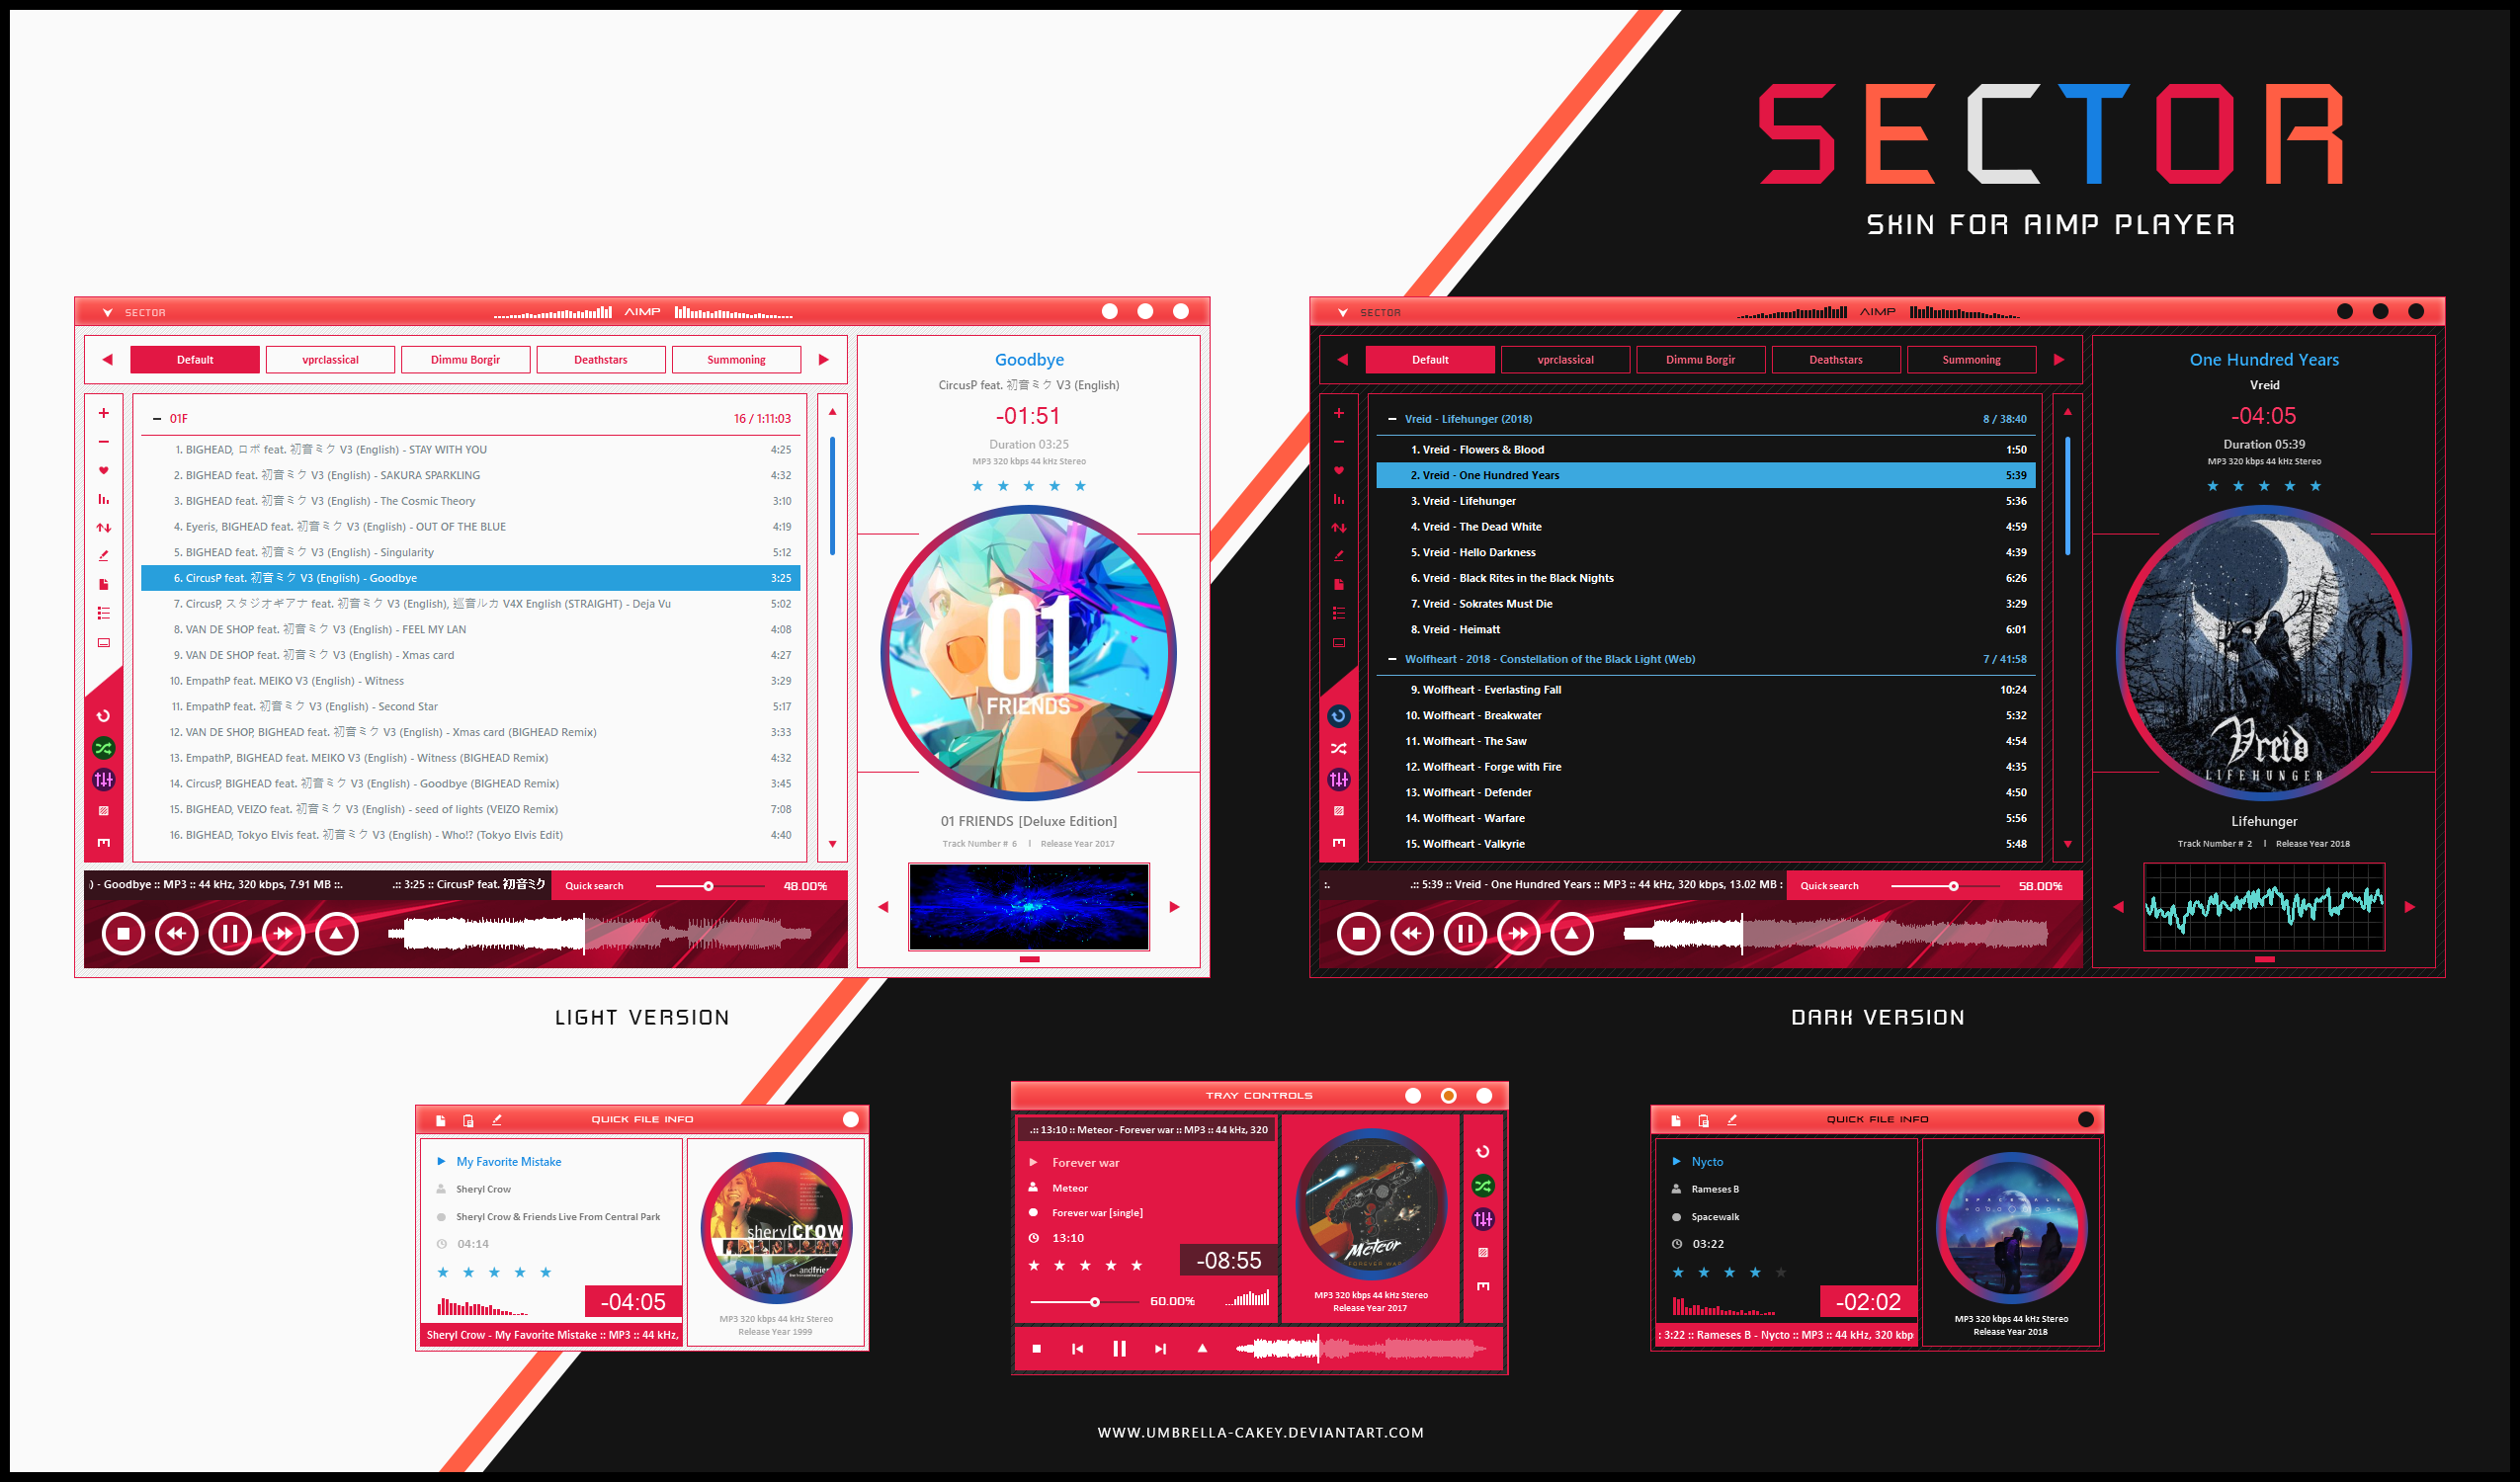 SECTOR
SKIN FOR AIMP PLAYER
SECTOR
AIMP
Default
vprclassical
Dimmu Borgir
Deathstars
Summoning
01F 16 / 1:11:03
1. BIGHEAD, ロボ feat. 初音ミク V3 (English) - STAY WITH YOU 4:25
2. BIGHEAD feat. 初音ミク V3 (English) - SAKURA SPARKLING 4:32
3. BIGHEAD feat. 初音ミク V3 (English) - The Cosmic Theory 3:10
4. Eyeris, BIGHEAD feat. 初音ミク V3 (English) - OUT OF THE BLUE 4:19
5. BIGHEAD feat. 初音ミク V3 (English) - Singularity 5:12
6. CircusP feat. 初音ミク V3 (English) - Goodbye 3:25
7. CircusP, スタジオギアナ feat. 初音ミク V3 (English), 巡音ルカ V4X English (STRAIGHT) - Deja Vu 5:02
8. VAN DE SHOP feat. 初音ミク V3 (English) - FEEL MY LAN 4:08
9. VAN DE SHOP feat. 初音ミク V3 (English) - Xmas card 4:27
10. EmpathP feat. MEIKO V3 (English) - Witness 3:29
11. EmpathP feat. 初音ミク V3 (English) - Second Star 5:17
12. VAN DE SHOP, BIGHEAD feat. 初音ミク V3 (English) - Xmas card (BIGHEAD Remix) 3:33
13. EmpathP, BIGHEAD feat. MEIKO V3 (English) - Witness (BIGHEAD Remix) 4:32
14. CircusP, BIGHEAD feat. 初音ミク V3 (English) - Goodbye (BIGHEAD Remix) 3:45
15. BIGHEAD, VEIZO feat. 初音ミク V3 (English) - seed of lights (VEIZO Remix) 7:08
16. BIGHEAD, Tokyo Elvis feat. 初音ミク V3 (English) - Who!? (Tokyo Elvis Edit) 4:40
) - Goodbye :: MP3 :: 44 kHz, 320 kbps, 7.91 MB ::. .:: 3:25 :: CircusP feat. 初音ミク
Quick search
48.00%
Goodbye
CircusP feat. 初音ミク V3 (English)
-01:51
Duration 03:25
MP3 320 kbps 44 kHz Stereo
01
FRIENDS
01 FRIENDS [Deluxe Edition]
Track Number # 6 | Release Year 2017
LIGHT VERSION
SECTOR
AIMP
Default
vprclassical
Dimmu Borgir
Deathstars
Summoning
Vreid - Lifehunger (2018) 8 / 38:40
1. Vreid - Flowers & Blood 1:50
2. Vreid - One Hundred Years 5:39
3. Vreid - Lifehunger 5:36
4. Vreid - The Dead White 4:59
5. Vreid - Hello Darkness 4:39
6. Vreid - Black Rites in the Black Nights 6:26
7. Vreid - Sokrates Must Die 3:29
8. Vreid - Heimatt 6:01
Wolfheart - 2018 - Constellation of the Black Light (Web) 7 / 41:58
9. Wolfheart - Everlasting Fall 10:24
10. Wolfheart - Breakwater 5:32
11. Wolfheart - The Saw 4:54
12. Wolfheart - Forge with Fire 4:35
13. Wolfheart - Defender 4:50
14. Wolfheart - Warfare 5:56
15. Wolfheart - Valkyrie 5:48
:. .:: 5:39 :: Vreid - One Hundred Years :: MP3 :: 44 kHz, 320 kbps, 13.02 MB :
Quick search
58.00%
One Hundred Years
Vreid
-04:05
Duration 05:39
MP3 320 kbps 44 kHz Stereo
Vreid
LIFEHUNGER
Lifehunger
Track Number # 2 | Release Year 2018
DARK VERSION
QUICK FILE INFO
My Favorite Mistake
Sheryl Crow
Sheryl Crow & Friends Live From Central Park
04:14
-04:05
Sheryl Crow - My Favorite Mistake :: MP3 :: 44 kHz,
sherylcrow
andfrie
MP3 320 kbps 44 kHz Stereo
Release Year 1999
TRAY CONTROLS
.:: 13:10 :: Meteor - Forever war :: MP3 :: 44 kHz, 320
Forever war
Meteor
Forever war [single]
13:10
-08:55
60.00%
Meteor
FOREVER WAR
MP3 320 kbps 44 kHz Stereo
Release Year 2017
QUICK FILE INFO
Nycto
Rameses B
Spacewalk
03:22
-02:02
: 3:22 :: Rameses B - Nycto :: MP3 :: 44 kHz, 320 kbp
SPACEWALK
MP3 320 kbps 44 kHz Stereo
Release Year 2018
WWW.UMBRELLA-CAKEY.DEVIANTART.COM